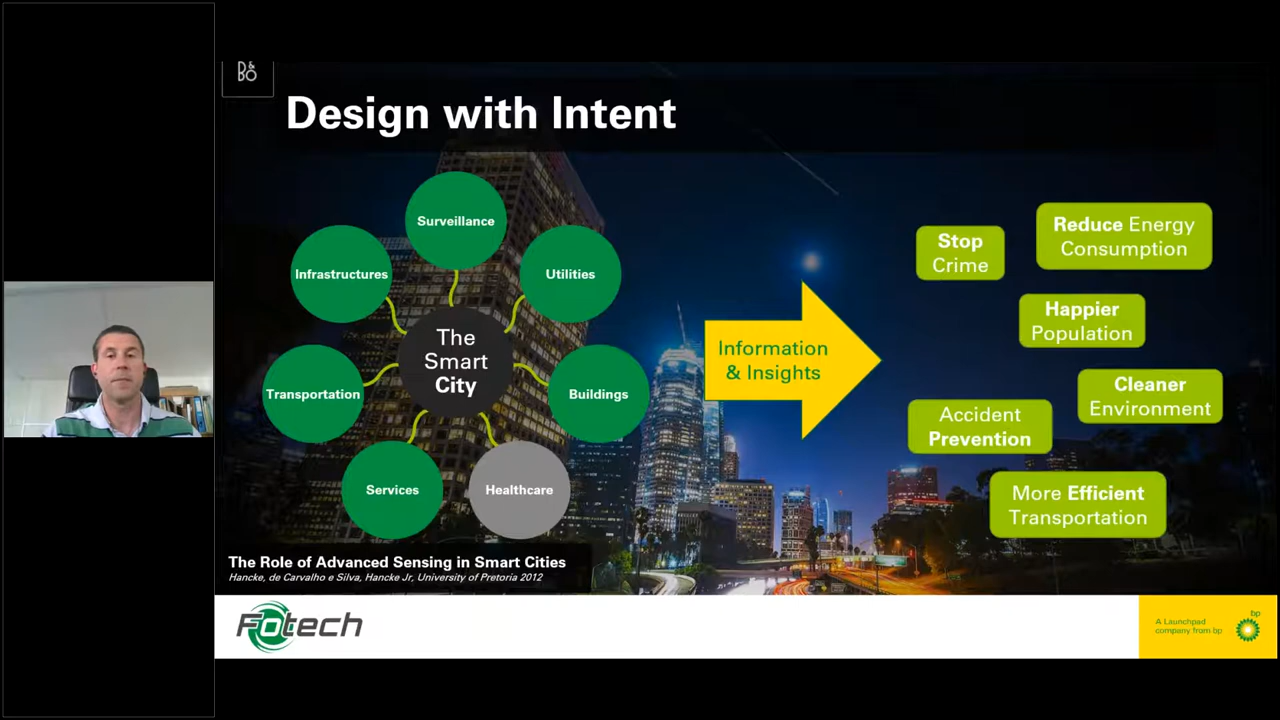 D&
BO
Design with Intent
Surveillance
Infrastructures
Utilities
The
Smart
City
Transportation
Buildings
Services
Healthcare
Information
& Insights
Stop
Crime
Reduce Energy
Consumption
Happier
Population
Cleaner
Environment
Accident
Prevention
More Efficient
Transportation
The Role of Advanced Sensing in Smart Cities
Hancke, de Carvalho e Silva, Hancke Jr, University of Pretoria 2012
Fotech
A Launchpad
company from bp
bp